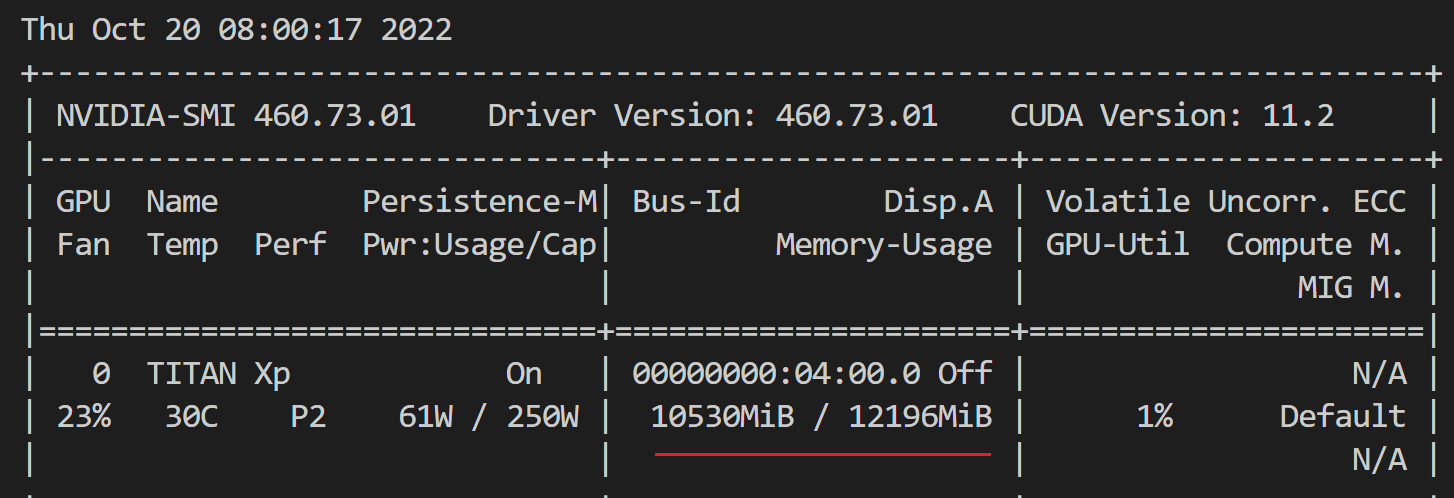 Thu Oct 20 08:00:17 2022
+-----------------------------------------------------------------------------+
| NVIDIA-SMI 460.73.01    Driver Version: 460.73.01    CUDA Version: 11.2     |
|-------------------------------+----------------------+----------------------+
| GPU  Name        Persistence-M| Bus-Id        Disp.A | Volatile Uncorr. ECC |
| Fan  Temp  Perf  Pwr:Usage/Cap|         Memory-Usage | GPU-Util  Compute M. |
|                               |                      |               MIG M. |
|===============================+======================+======================|
|   0  TITAN Xp            On   | 00000000:04:00.0 Off |                  N/A |
| 23%   30C    P2    61W / 250W |  10530MiB / 12196MiB |      1%      Default |
|                               |                      |                  N/A |